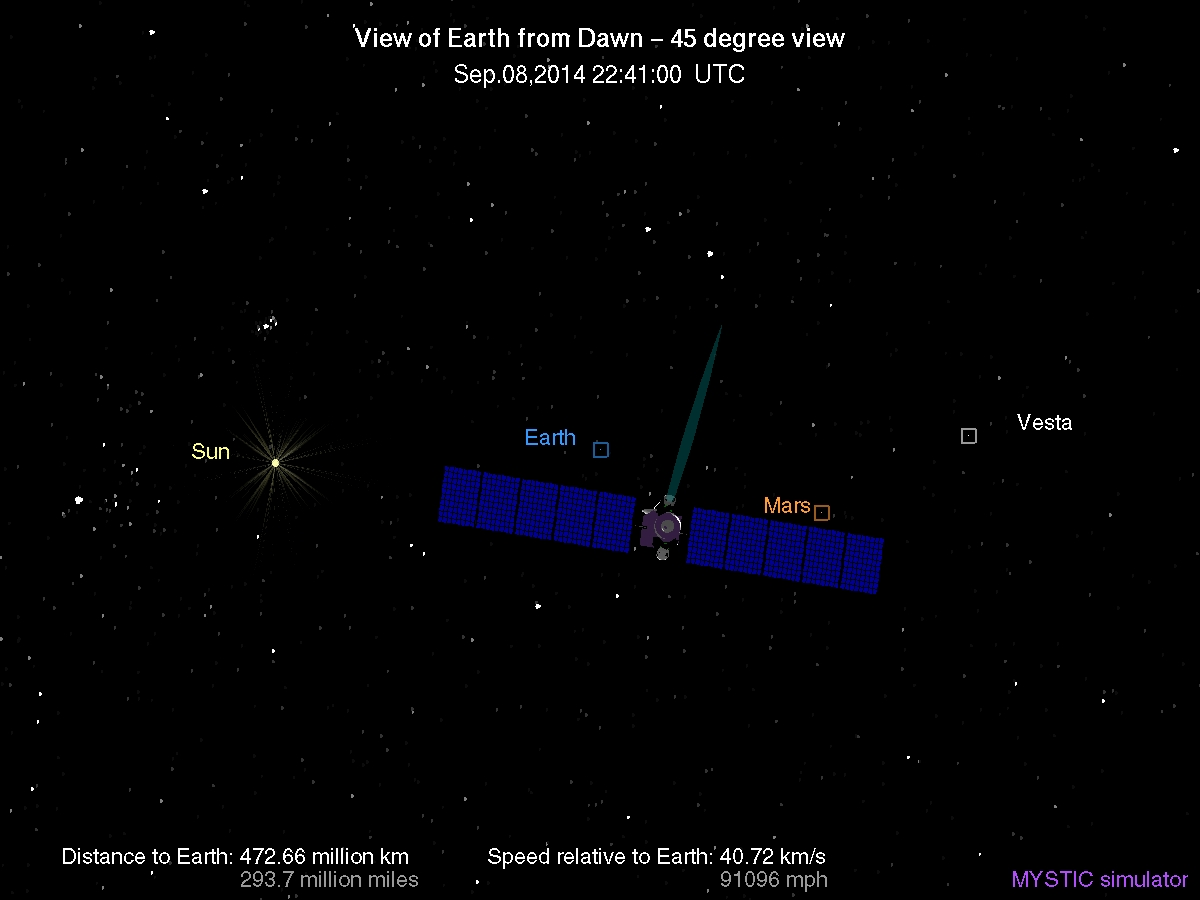 View of Earth from Dawn – 45 degree view
Sep.08,2014 22:41:00 UTC
Vesta
Earth
Sun
Mars
Distance to Earth: 472.66 million km
293.7 million miles
Speed relative to Earth: 40.72 km/s
91096 mph
MYSTIC simulator